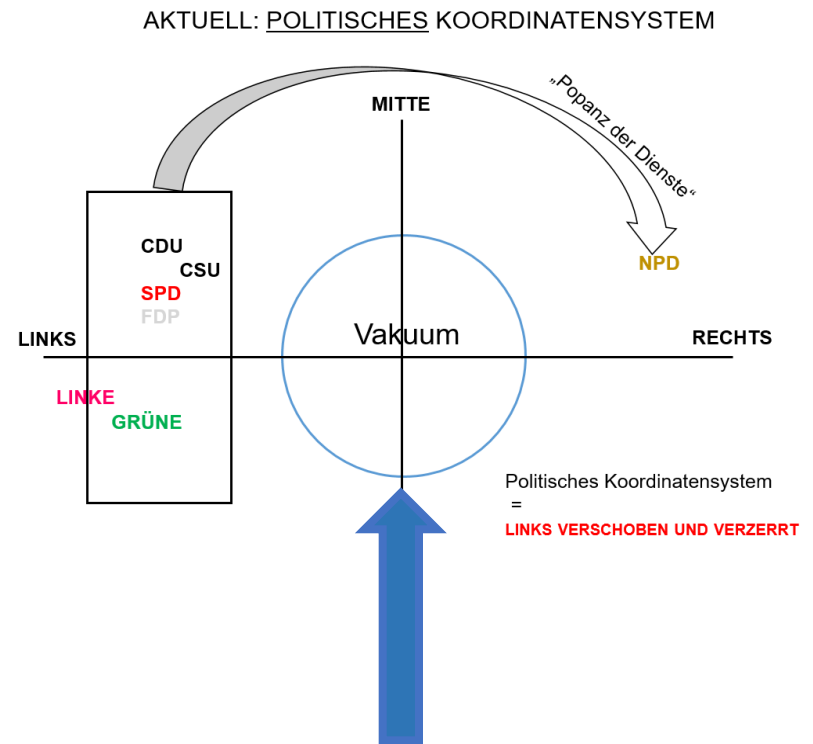 AKTUELL: POLITISCHES KOORDINATENSYSTEM
„Popanz der Dienste“
MITTE
CDU
CSU
NPD
SPD
FDP
LINKS
Vakuum
RECHTS
LINKE
GRÜNE
Politisches Koordinatensystem
=
LINKS VERSCHOBEN UND VERZERRT